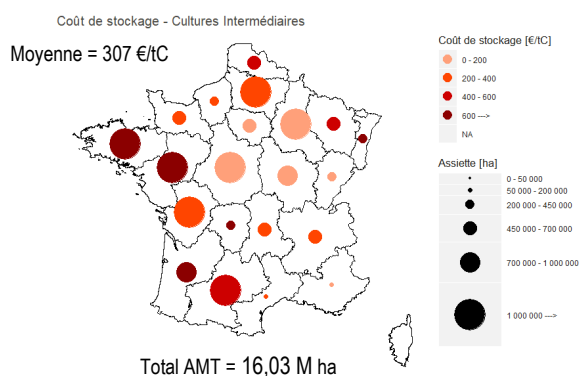 Coût de stockage - Cultures Intermédiaires
Moyenne = 307 €/tC
Coût de stockage [€/tC]
0 - 200
200 - 400
400 - 600
600 --->
NA
Assiette [ha]
0 - 50 000
50 000 - 200 000
200 000 - 450 000
450 000 - 700 000
700 000 - 1 000 000
1 000 000 --->
Total AMT = 16,03 M ha